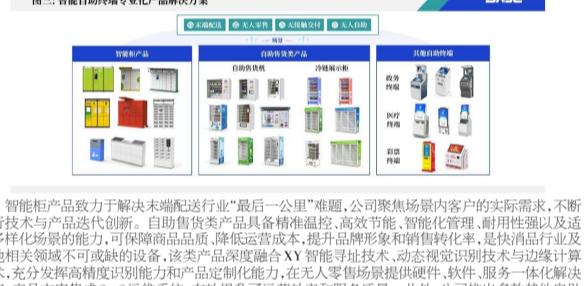 图三：智能自助终端专业化产品解决方案
BASE
末端配送 无人零售 无接触交付 无人自助
场景
智能柜产品 自助售货类产品 其他自助终端
自助售货机 冷链展示柜
政务
终端
医疗
终端
彩票
终端
智能柜产品致力于解决末端配送行业“最后一公里”难题，公司聚焦场景内客户的实际需求，不断
行技术与产品迭代创新。自助售货类产品具备精准温控、高效节能、智能化管理、耐用性强以及适
多样化场景的能力，可保障商品品质、降低运营成本，提升品牌形象和销售转化率，是快消品行业及
他相关领域不可或缺的设备，该类产品深度融合XY智能寻址技术、动态视觉识别技术与边缘计算
术，充分发挥高精度识别能力和产品定制化能力，在无人零售场景提供硬件、软件、服务一体化解决